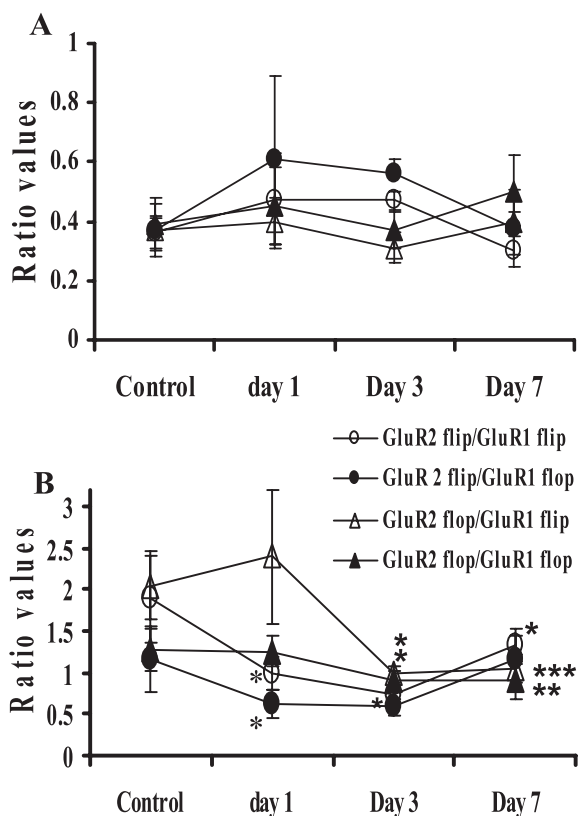 A
Ratio values
1
0.8
0.6
0.4
0.2
0
Control day 1 Day 3 Day 7
GluR2 flip/GluR1 flip
GluR 2 flip/GluR1 flop
GluR2 flop/GluR1 flip
GluR2 flop/GluR1 flop
B
Ratio values
3
2.5
2
1.5
1
0.5
0
*
*
*
*
*
*
***
**
Control day 1 Day 3 Day 7